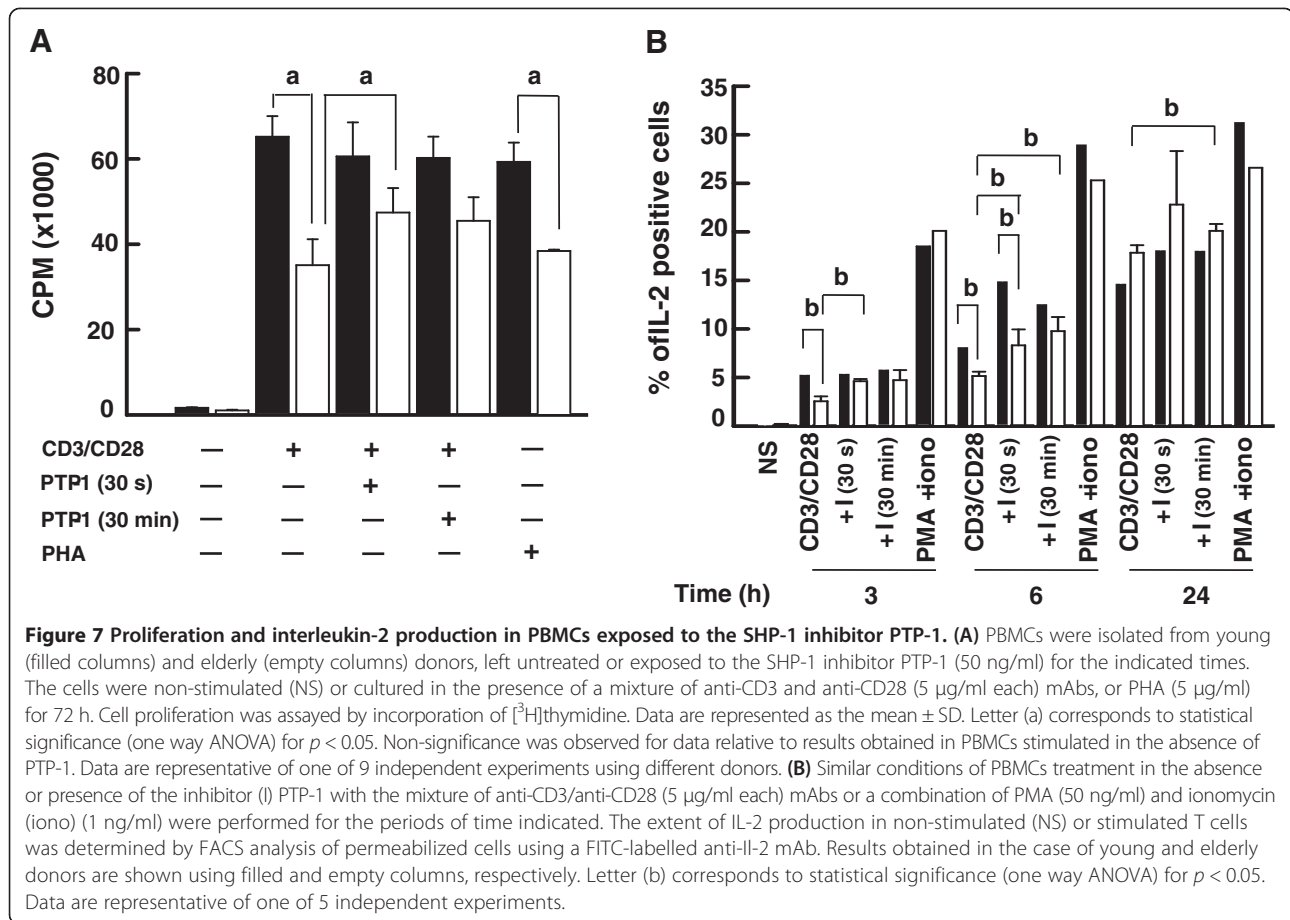 A
B
CPM (x1000)
80
60
40
20
0
a
a
a
CD3/CD28 — + + + —
PTP1 (30 s) — — + — —
PTP1 (30 min) — — — + —
PHA — — — — +
% ofIL-2 positive cells
35
30
25
20
15
10
5
0
b
b
b
b
b
b
b
NS
CD3/CD28
+ I (30 s)
+ I (30 min)
PMA +iono
CD3/CD28
+ I (30 s)
+ I (30 min)
PMA +iono
CD3/CD28
+ I (30 s)
+ I (30 min)
PMA +iono
Time (h) 3 6 24
Figure 7 Proliferation and interleukin-2 production in PBMCs exposed to the SHP-1 inhibitor PTP-1. (A) PBMCs were isolated from young
(filled columns) and elderly (empty columns) donors, left untreated or exposed to the SHP-1 inhibitor PTP-1 (50 ng/ml) for the indicated times.
The cells were non-stimulated (NS) or cultured in the presence of a mixture of anti-CD3 and anti-CD28 (5 μg/ml each) mAbs, or PHA (5 μg/ml)
for 72 h. Cell proliferation was assayed by incorporation of [³H]thymidine. Data are represented as the mean ± SD. Letter (a) corresponds to statistical
significance (one way ANOVA) for p < 0.05. Non-significance was observed for data relative to results obtained in PBMCs stimulated in the absence of
PTP-1. Data are representative of one of 9 independent experiments using different donors. (B) Similar conditions of PBMCs treatment in the absence
or presence of the inhibitor (I) PTP-1 with the mixture of anti-CD3/anti-CD28 (5 μg/ml each) mAbs or a combination of PMA (50 ng/ml) and ionomycin
(iono) (1 ng/ml) were performed for the periods of time indicated. The extent of IL-2 production in non-stimulated (NS) or stimulated T cells
was determined by FACS analysis of permeabilized cells using a FITC-labelled anti-Il-2 mAb. Results obtained in the case of young and elderly
donors are shown using filled and empty columns, respectively. Letter (b) corresponds to statistical significance (one way ANOVA) for p < 0.05.
Data are representative of one of 5 independent experiments.